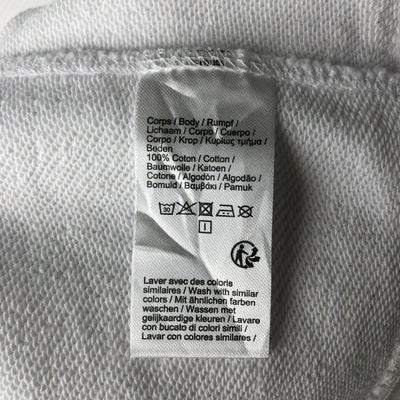 Corps / Body / Rumpf /
Lichaam / Corpo / Cuerpo /
Corpo / Krop / Κυρίως τμήμα /
Beden
100% Coton / Cotton /
Baumwolle / Katoen /
Cotone / Algodón / Algodão /
Bomuld / Βαμβάκι / Pamuk
30
I
Laver avec des coloris
similaires / Wash with similar
colors / Mit ähnlichen farben
waschen / Wassen met
gelijkaardige kleuren / Lavare
con bucato di colori simili /
Lavar con colores similares /